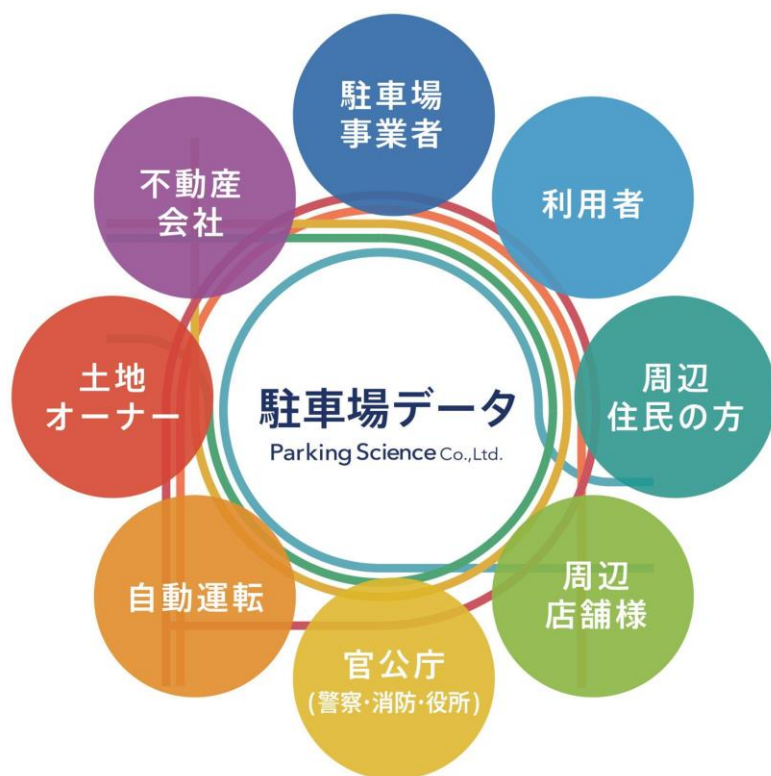 駐車場
事業者
利用者
周辺
住民の方
周辺
店舗様
官公庁
(警察・消防・役所)
自動運転
土地
オーナー
不動産
会社
駐車場データ
Parking Science Co.,Ltd.